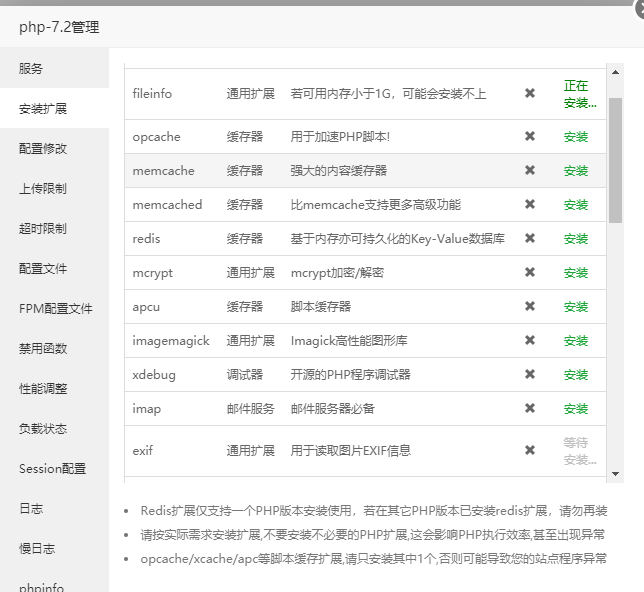 php-7.2管理
服务
安装扩展
配置修改
上传限制
超时限制
配置文件
FPM配置文件
禁用函数
性能调整
负载状态
Session配置
日志
慢日志
phpinfo
fileinfo 通用扩展 若可用内存小于1G，可能会安装不上 ✖ 正在
安装...
opcache 缓存器 用于加速PHP脚本! ✖ 安装
memcache 缓存器 强大的内容缓存器 ✖ 安装
memcached 缓存器 比memcache支持更多高级功能 ✖ 安装
redis 缓存器 基于内存亦可持久化的Key-Value数据库 ✖ 安装
mcrypt 通用扩展 mcrypt加密/解密 ✖ 安装
apcu 缓存器 脚本缓存器 ✖ 安装
imagemagick 通用扩展 Imagick高性能图形库 ✖ 安装
xdebug 调试器 开源的PHP程序调试器 ✖ 安装
imap 邮件服务 邮件服务器必备 ✖ 安装
exif 通用扩展 用于读取图片EXIF信息 ✖ 等待
安装...
• Redis扩展仅支持一个PHP版本安装使用，若在其它PHP版本已安装redis扩展，请勿再装
• 请按实际需求安装扩展,不要安装不必要的PHP扩展,这会影响PHP执行效率,甚至出现异常
• opcache/xcache/apc等脚本缓存扩展,请只安装其中1个,否则可能导致您的站点程序异常